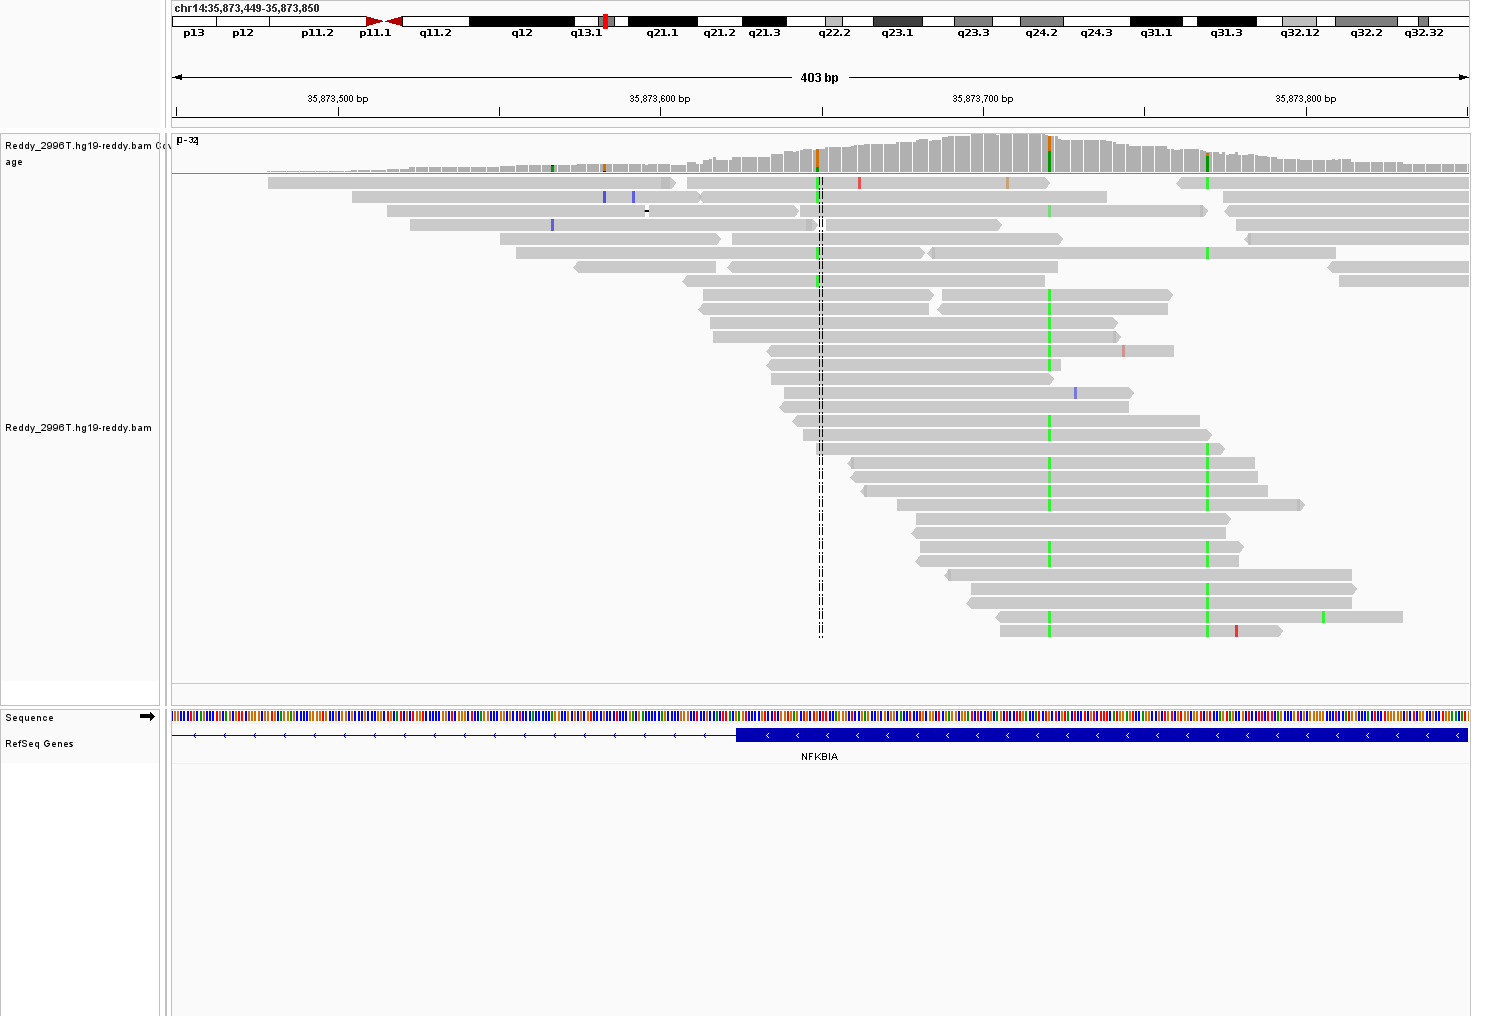 chr14:35,873,449-35,873,850
p13 p12 p11.2 p11.1 q11.2 q12 q13.1 q21.1 q21.2 q21.3 q22.2 q23.1 q23.3 q24.2 q24.3 q31.1 q31.3 q32.12 q32.2 q32.32
403 bp
35,873,500 bp 35,873,600 bp 35,873,700 bp 35,873,800 bp
Reddy_2996T.hg19-reddy.bam Cov
age
[0-32]
Reddy_2996T.hg19-reddy.bam
Sequence
RefSeq Genes
NFKBIA